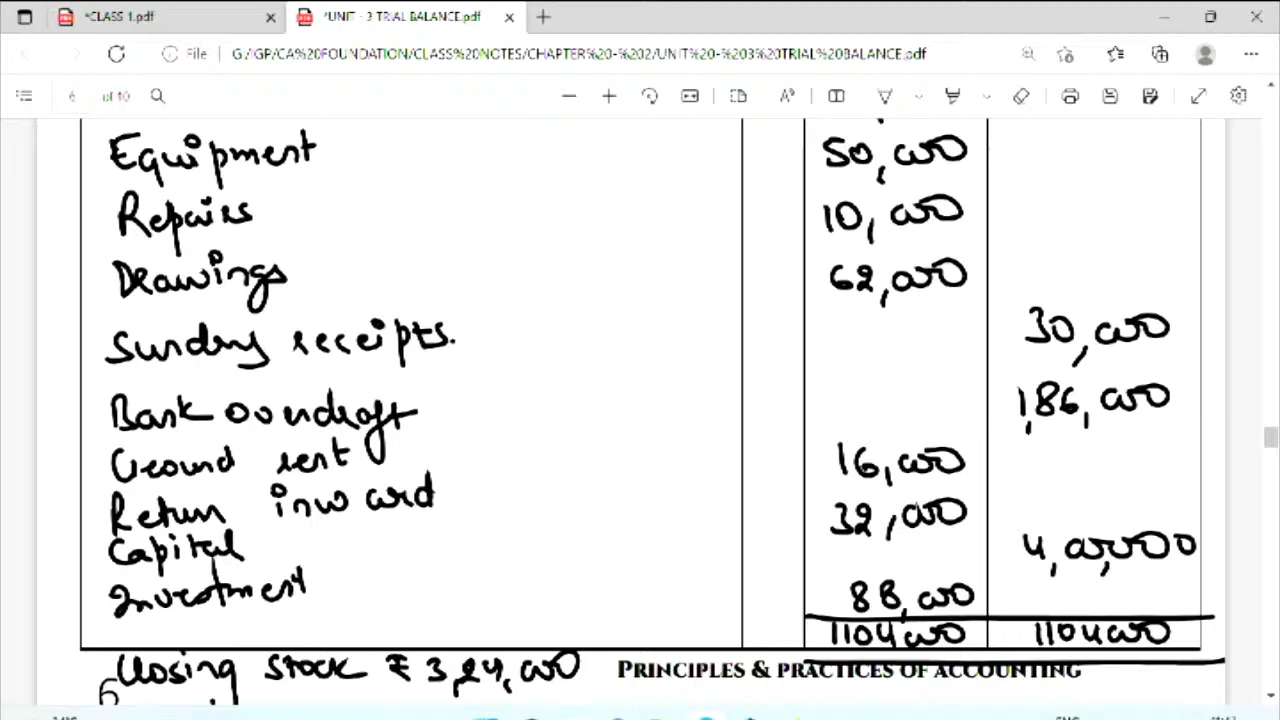 *CLASS 1.pdf
*UNIT - 3 TRIAL BALANCE.pdf
File G:/IGP/CA%20FOUNDATION/CLASS%20NOTES/CHAPTER%20-%202/UNIT%20-%203%20TRIAL%20BALANCE.pdf
6 of 10
Equipment 50,000
Repairs 10,000
Drawings 62,000
Sundry receipts. 30,000
Bank overdraft 1,86,000
Ground rent 16,000
Return inward 32,000
Capital 4,00,000
Investment 88,000
1104000 1104000
Closing Stock ₹ 3,24,000 PRINCIPLES & PRACTICES OF ACCOUNTING
6